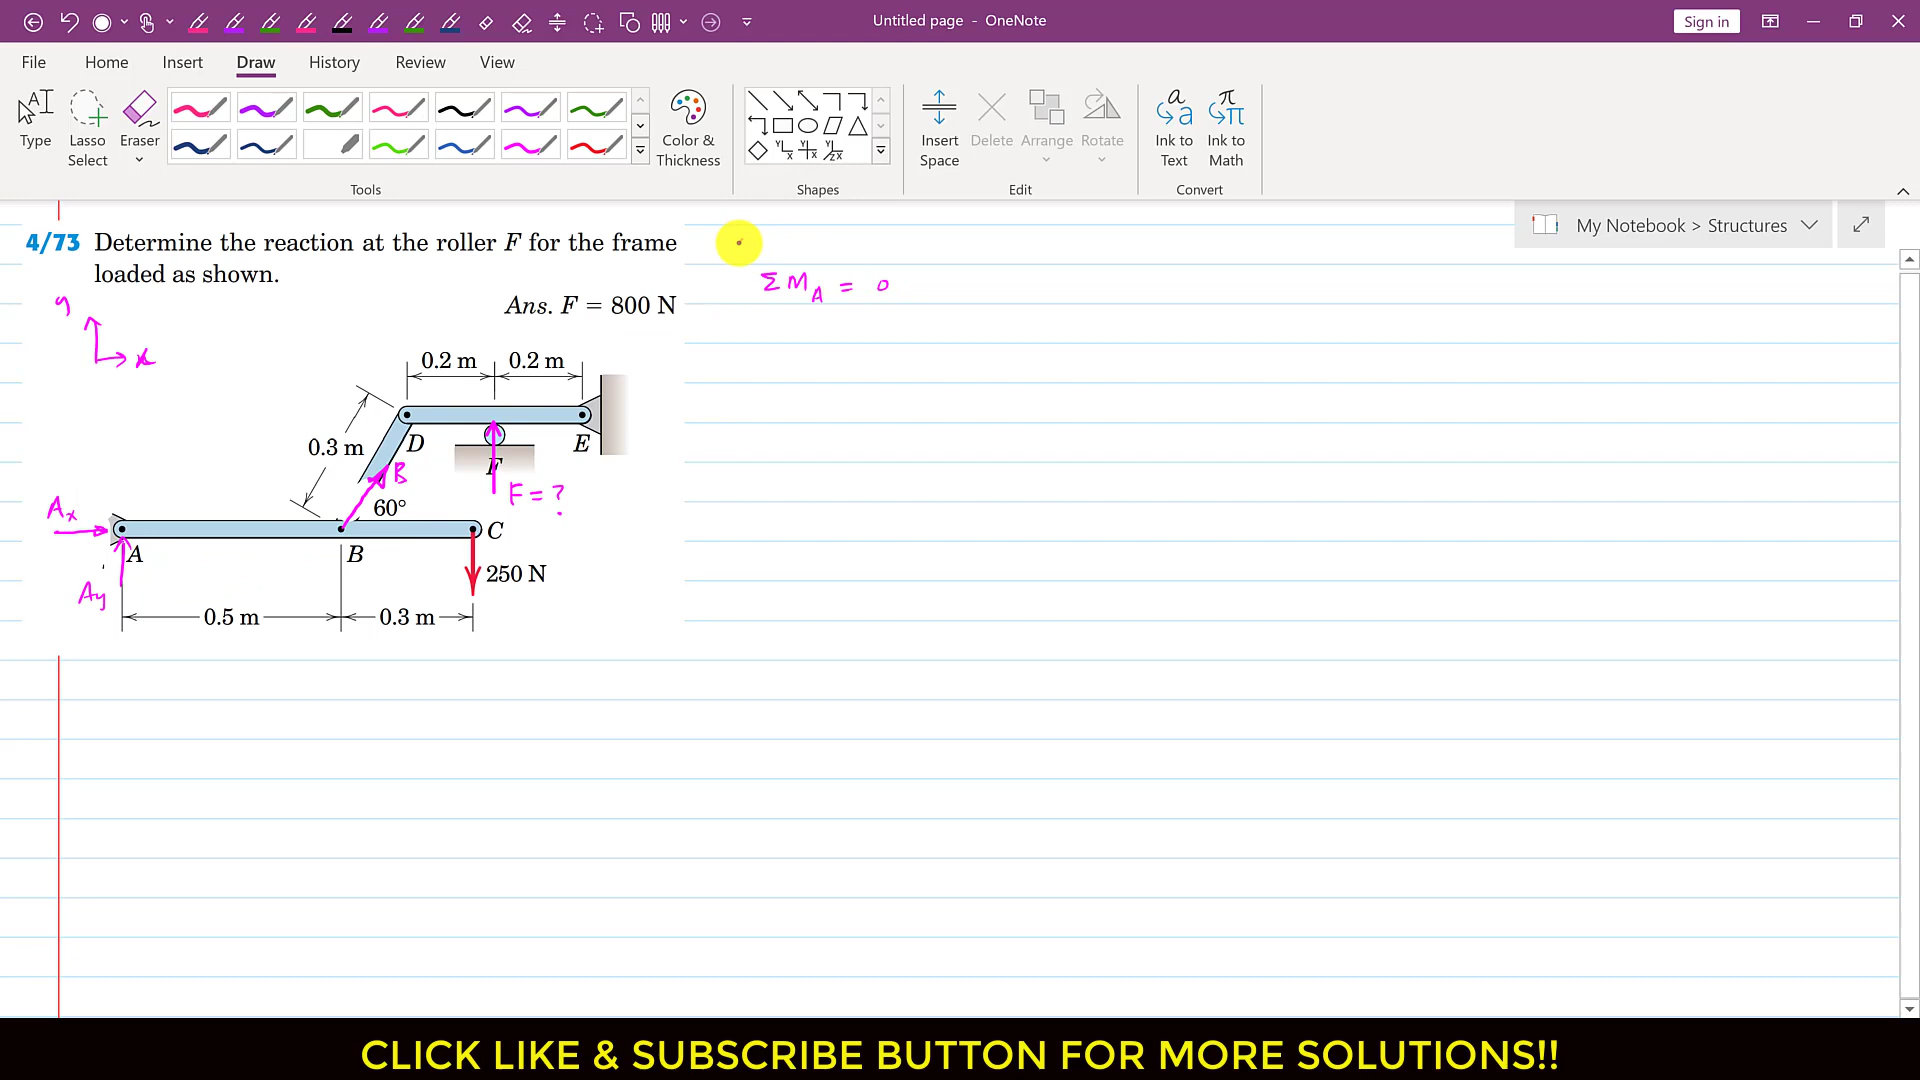 Untitled page - OneNote
Sign in
File Home Insert Draw History Review View
Type
Lasso Select
Eraser
Color & Thickness
Insert Space
Delete
Arrange
Rotate
Ink to Text
Ink to Math
Tools
Shapes
Edit
Convert
My Notebook > Structures
4/73 Determine the reaction at the roller F for the frame
loaded as shown.
Ans. F = 800 N
Σ M_A = 0
y
x
0.2 m 0.2 m
0.3 m
D
E
F
B
F = ?
60°
Ax
A
B
C
Ay
250 N
0.5 m
0.3 m
CLICK LIKE & SUBSCRIBE BUTTON FOR MORE SOLUTIONS!!